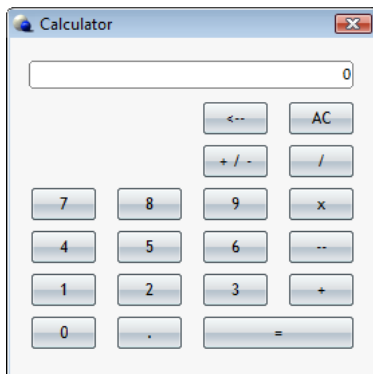 Calculator
0
<-- AC
+ / - /
7 8 9 x
4 5 6 --
1 2 3 +
0 . =